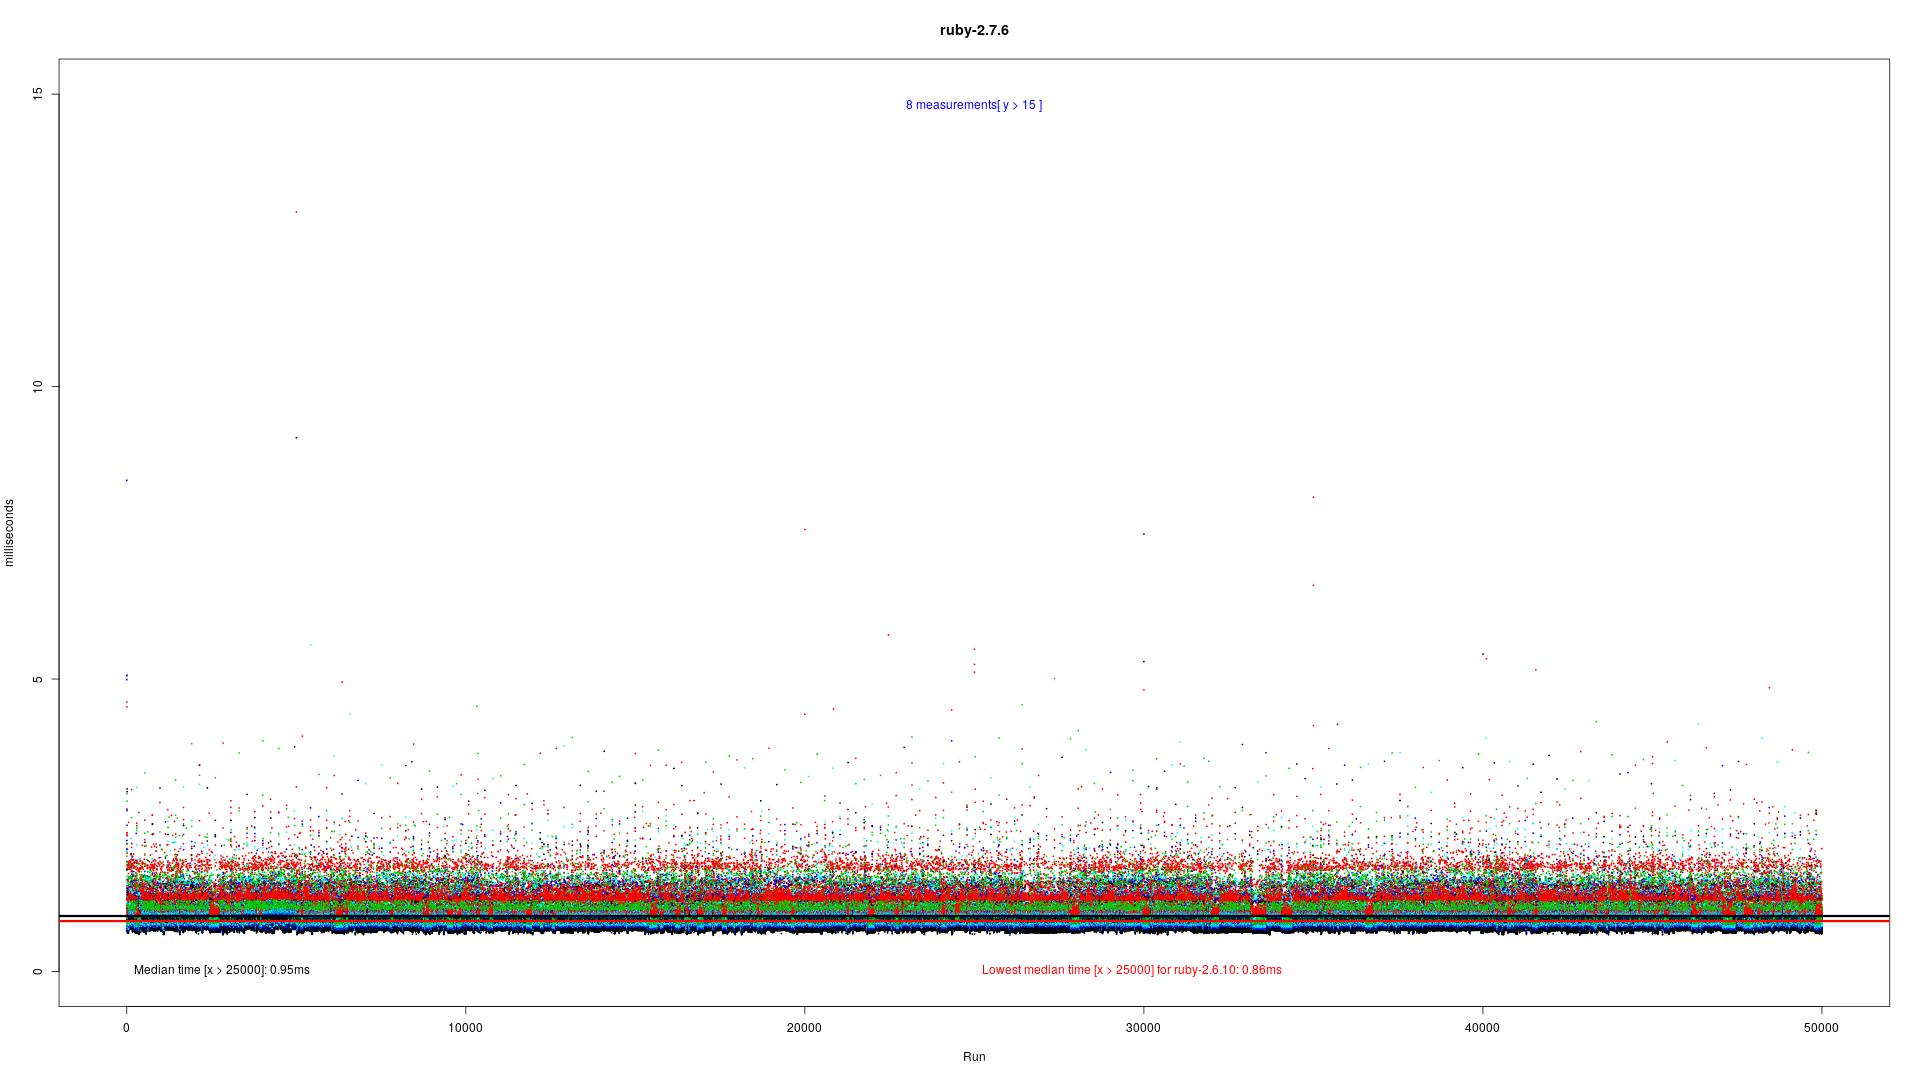 ruby-2.7.6
8 measurements[ y > 15 ]
15
10
5
0
milliseconds
Median time [x > 25000]: 0.95ms
Lowest median time [x > 25000] for ruby-2.6.10: 0.86ms
0 10000 20000 30000 40000 50000
Run